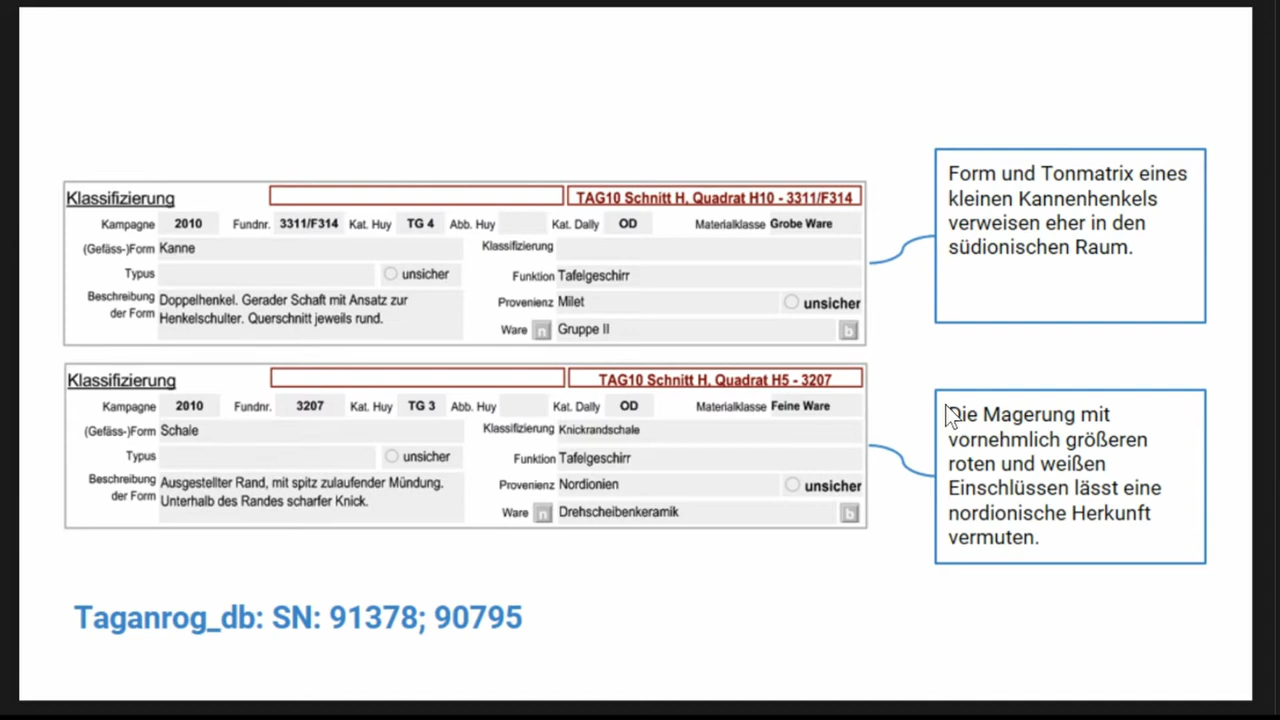 Klassifizierung
TAG10 Schnitt H, Quadrat H10 - 3311/F314
Kampagne 2010 Fundnr. 3311/F314 Kat. Huy TG 4 Abb. Huy Kat. Dally OD Materialklasse Grobe Ware
(Gefäss-)Form Kanne Klassifizierung
Typus unsicher Funktion Tafelgeschirr
Beschreibung der Form Doppelhenkel. Gerader Schaft mit Ansatz zur
Henkelschulter. Querschnitt jeweils rund.
Provenienz Milet unsicher
Ware n Gruppe II b
Form und Tonmatrix eines
kleinen Kannenhenkels
verweisen eher in den
südionischen Raum.
Klassifizierung
TAG10 Schnitt H, Quadrat H5 - 3207
Kampagne 2010 Fundnr. 3207 Kat. Huy TG 3 Abb. Huy Kat. Dally OD Materialklasse Feine Ware
(Gefäss-)Form Schale Klassifizierung Knickrandschale
Typus unsicher Funktion Tafelgeschirr
Beschreibung der Form Ausgestellter Rand, mit spitz zulaufender Mündung.
Unterhalb des Randes scharfer Knick.
Provenienz Nordionien unsicher
Ware n Drehscheibenkeramik b
Die Magerung mit
vornehmlich größeren
roten und weißen
Einschlüssen lässt eine
nordionische Herkunft
vermuten.
Taganrog_db: SN: 91378; 90795